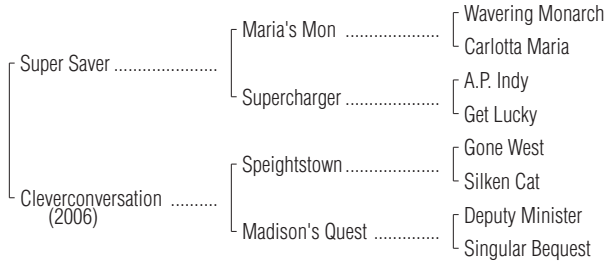 Wavering Monarch
Maria's Mon ....................
Carlotta Maria
Super Saver ......................
A.P. Indy
Supercharger ....................
Get Lucky
Gone West
Speightstown....................
Silken Cat
Cleverconversation ..........
(2006)
Deputy Minister
Madison's Quest ..............
Singular Bequest